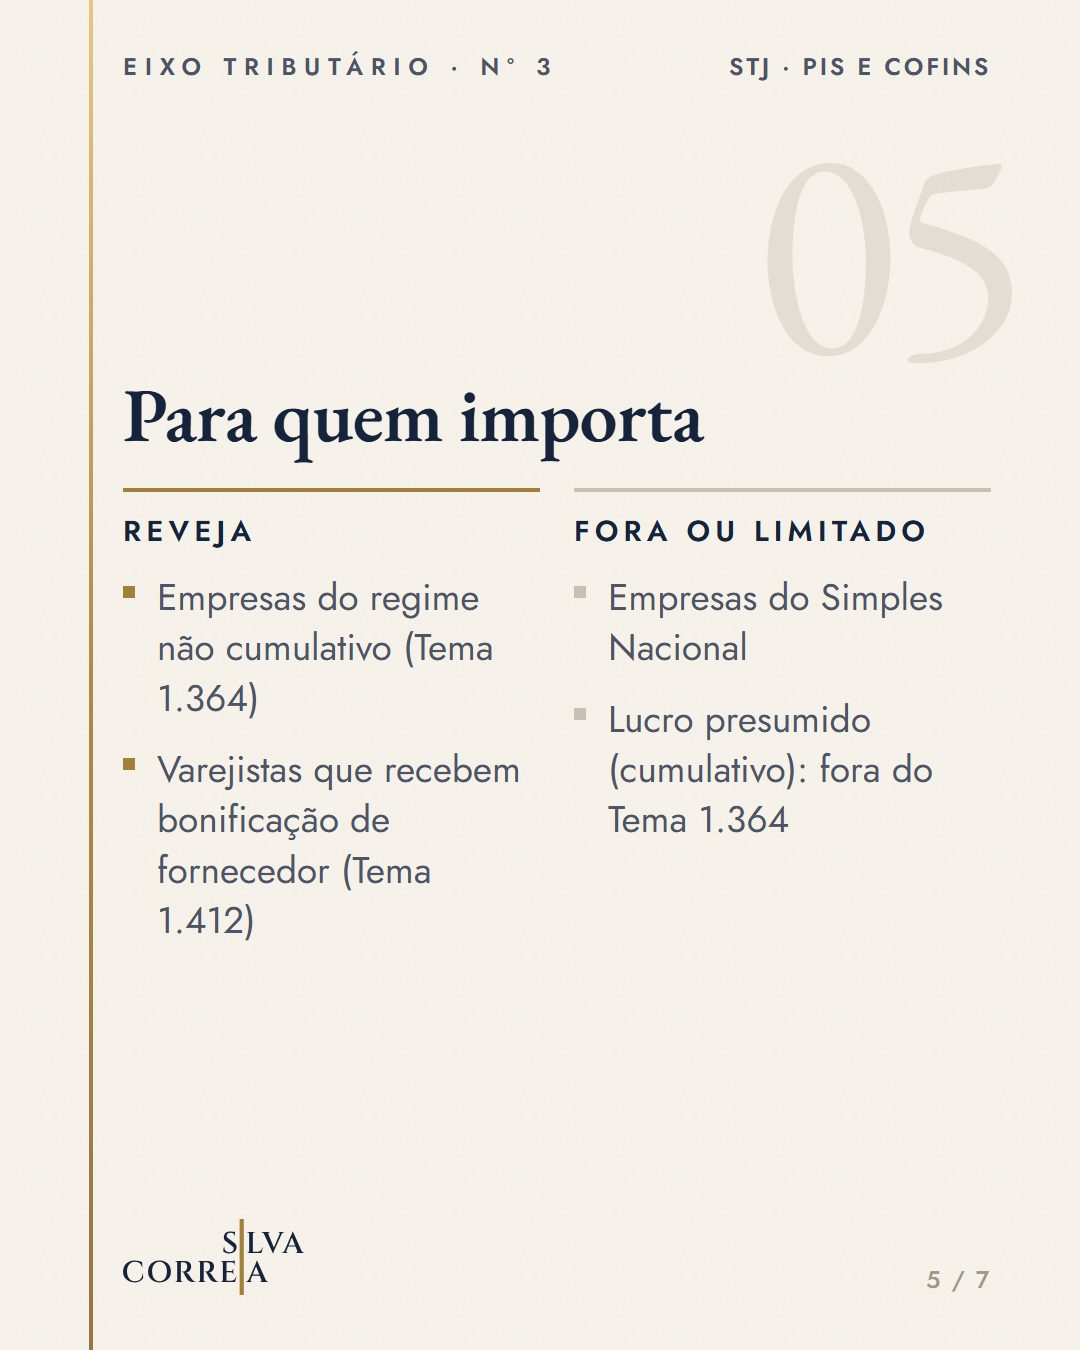 EIXO TRIBUTÁRIO · N° 3
STJ · PIS E COFINS
05
Para quem importa
REVEJA
Empresas do regime
não cumulativo (Tema
1.364)
Varejistas que recebem
bonificação de
fornecedor (Tema
1.412)
FORA OU LIMITADO
Empresas do Simples
Nacional
Lucro presumido
(cumulativo): fora do
Tema 1.364
SILVA
CORREIA
5 / 7